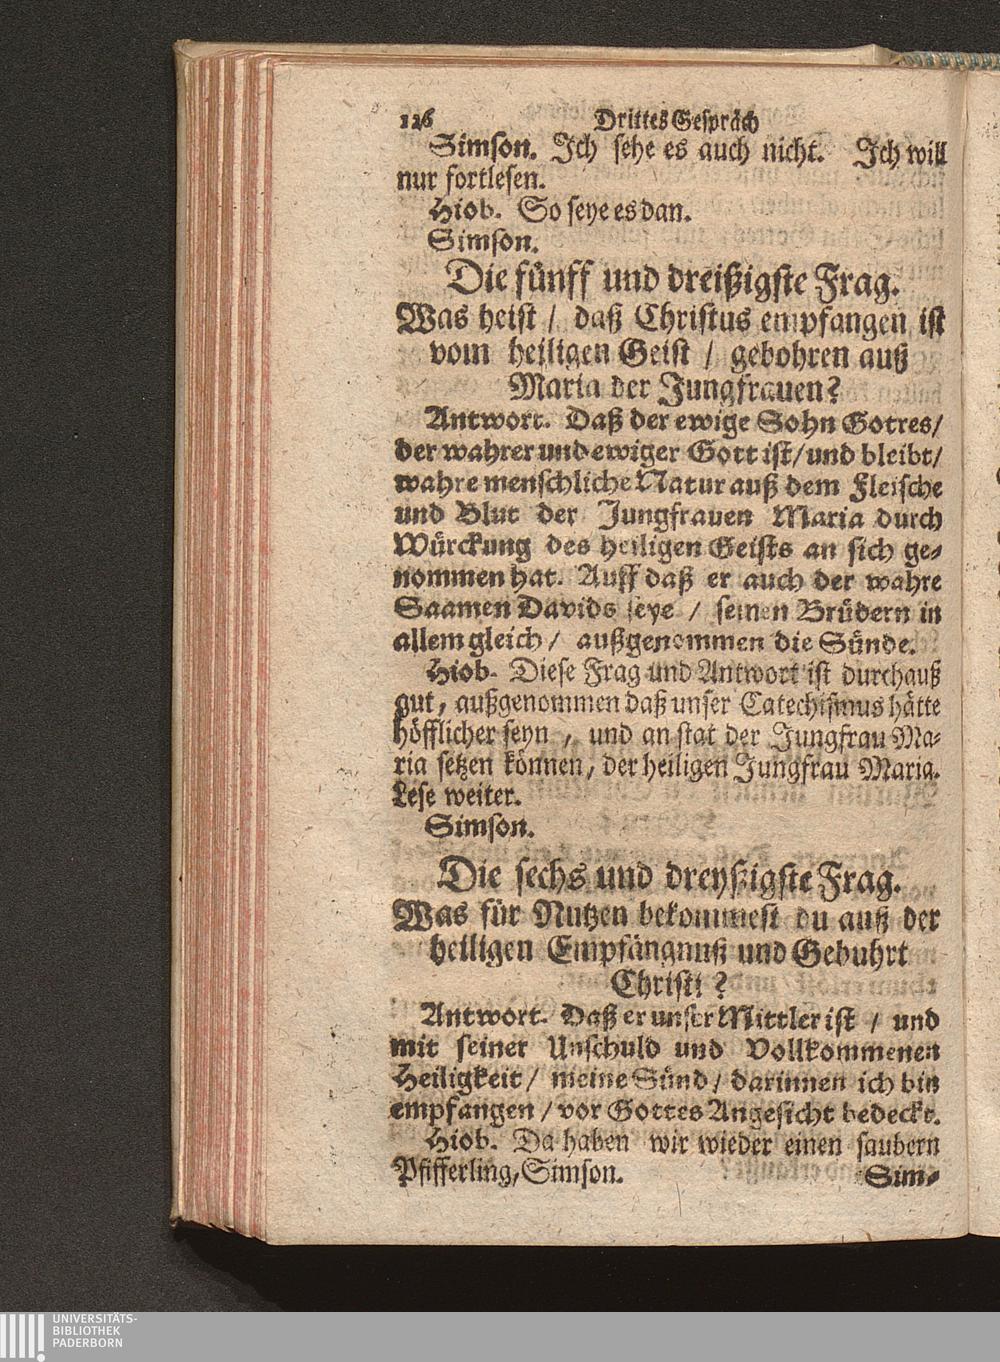 126 Drittes Gespräch
Simson. Ich sehe es auch nicht. Ich will
nur fortlesen.
Hiob. So seye es dan.
Simson.
Die fünff und dreißigste Frag.
Was heist / daß Christus empfangen ist
vom heiligen Geist / gebohren auß
Maria der Jungfrauen?
Antwort. Daß der ewige Sohn Gottes /
der wahrer und ewiger Gott ist / und bleibt /
wahre menschliche Natur auß dem Fleische
und Blut der Jungfrauen Maria durch
Würckung des heiligen Geists an sich ge-
nommen hat. Auff daß er auch der wahre
Saamen Davids seye / seinen Brüdern in
allem gleich / außgenommen die Sünde.
Hiob. Diese Frag und Antwort ist durchauß
gut, außgenommen daß unser Catechismus hätte
höfflicher seyn, und an stat der Jungfrau Ma-
ria setzen können, der heiligen Jungfrau Maria.
Lese weiter.
Simson.
Die sechs und dreyßigste Frag.
Was für Nutzen bekommest du auß der
heiligen Empfängnuß und Gebuhrt
Christi?
Antwort. Daß er unser Mittler ist / und
mit seiner Unschuld und Vollkommenen
Heiligkeit / meine Sünd / darinnen ich bin
empfangen / vor Gottes Angesicht bedeckt.
Hiob. Da haben wir wieder einen saubern
Pfifferling, Simson.
Sim-
UNIVERSITÄTS-
BIBLIOTHEK
PADERBORN